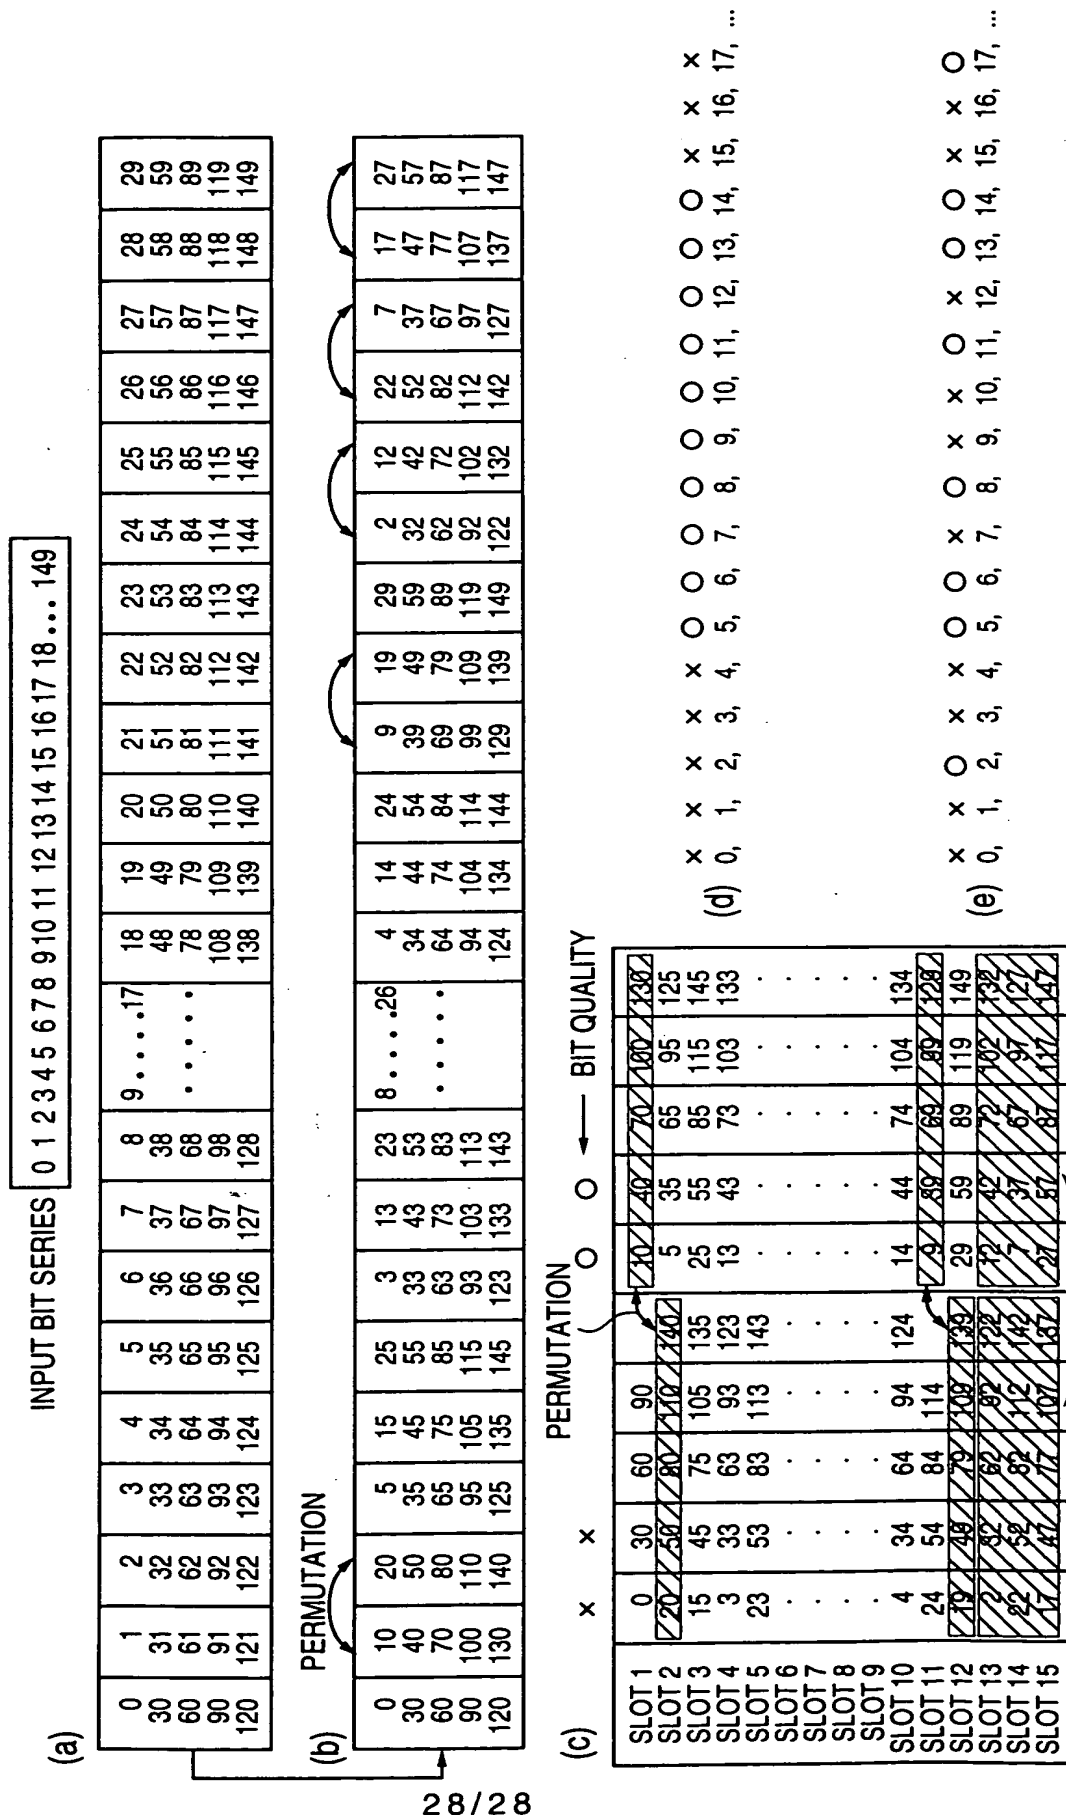 INPUT BIT SERIES 0 1 2 3 4 5 6 7 8 9 10 11 12 13 14 15 16 17 18 ... 149
(a)
0 1 2 3 4 5 6 7 8 9 ..... 17 18 19 20 21 22 23 24 25 26 27 28 29
30 31 32 33 34 35 36 37 38 48 49 50 51 52 53 54 55 56 57 58 59
60 61 62 63 64 65 66 67 68 ..... 78 79 80 81 82 83 84 85 86 87 88 89
90 91 92 93 94 95 96 97 98 108 109 110 111 112 113 114 115 116 117 118 119
120 121 122 123 124 125 126 127 128 138 139 140 141 142 143 144 145 146 147 148 149
PERMUTATION
(b)
0 10 20 5 15 25 3 13 23 8 ..... 26 4 14 24 9 19 29 2 12 22 7 17 27
30 40 50 35 45 55 33 43 53 34 44 54 39 49 59 32 42 52 37 47 57
60 70 80 65 75 85 63 73 83 ..... 64 74 84 69 79 89 62 72 82 67 77 87
90 100 110 95 105 115 93 103 113 94 104 114 99 109 119 92 102 112 97 107 117
120 130 140 125 135 145 123 133 143 124 134 144 129 139 149 122 132 142 127 137 147
(c)
PERMUTATION
× × O O ← BIT QUALITY
SLOT 1 0 30 60 90 10 40 70 100 130
SLOT 2 20 50 80 110 140 5 35 65 95 125
SLOT 3 15 45 75 105 135 25 55 85 115 145
SLOT 4 3 33 63 93 123 13 43 73 103 133
SLOT 5 23 53 83 113 143 . . . . .
SLOT 6 . . . . . . . . . .
SLOT 7 . . . . . . . . . .
SLOT 8 . . . . . . . . . .
SLOT 9 . . . . . . . . . .
SLOT 10 4 34 64 94 124 14 44 74 104 134
SLOT 11 24 54 84 114 9 39 69 99 129
SLOT 12 19 49 79 109 139 29 59 89 119 149
SLOT 13 2 32 62 92 122 12 42 72 102 132
SLOT 14 22 52 82 112 142 7 37 67 97 127
SLOT 15 17 47 77 107 137 27 57 87 117 147
× × × × × O O O O O O O O O O × × ×
(d) 0, 1, 2, 3, 4, 5, 6, 7, 8, 9, 10, 11, 12, 13, 14, 15, 16, 17, ...
× × O × × O O × O × × O × O O × × O
(e) 0, 1, 2, 3, 4, 5, 6, 7, 8, 9, 10, 11, 12, 13, 14, 15, 16, 17, ...
28/28